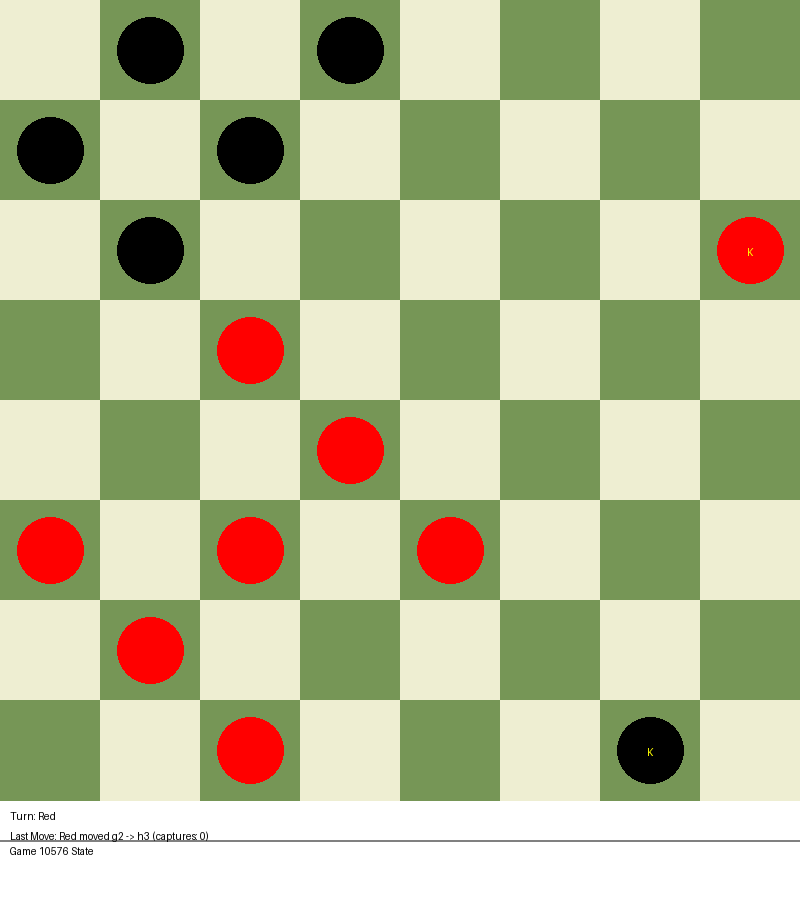 K
K
Turn: Red
Last Move: Red moved g2 -> h3 (captures: 0)
Game 10576 State